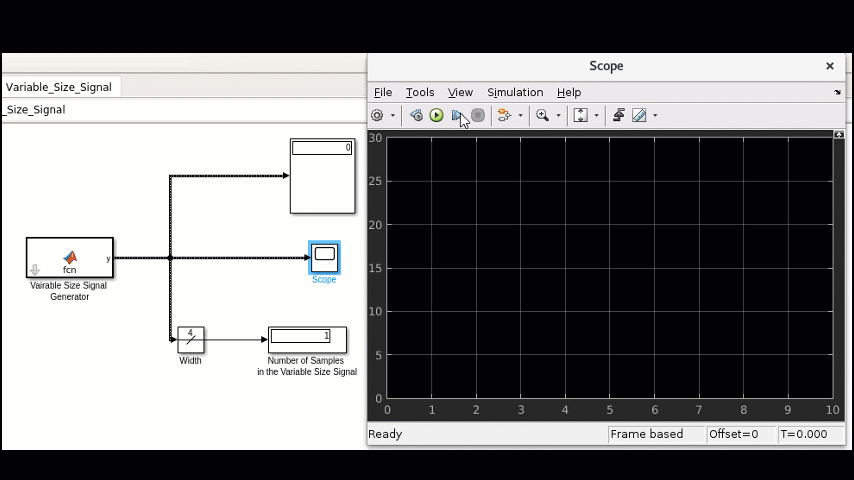 Variable_Size_Signal
_Size_Signal
0
fcn
y
Vairable Size Signal
Generator
Scope
4
Width
1
Number of Samples
in the Variable Size Signal
Scope
File Tools View Simulation Help
30
25
20
15
10
5
0
0 1 2 3 4 5 6 7 8 9 10
Ready Frame based Offset=0 T=0.000